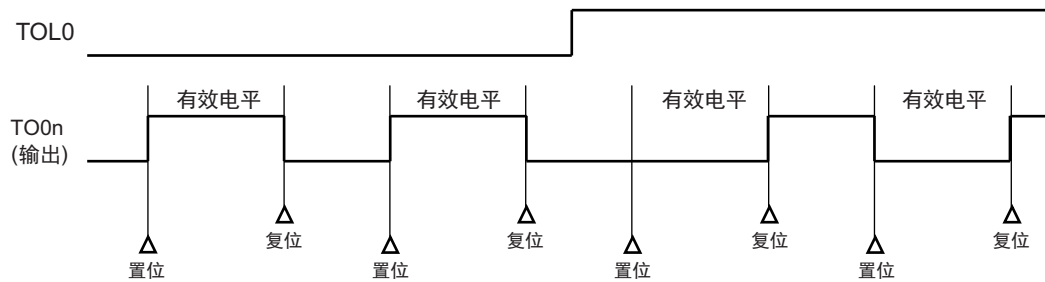 TOL0
有效电平 有效电平 有效电平 有效电平
TO0n
(输出)
复位 复位 复位 复位
置位 置位 置位 置位